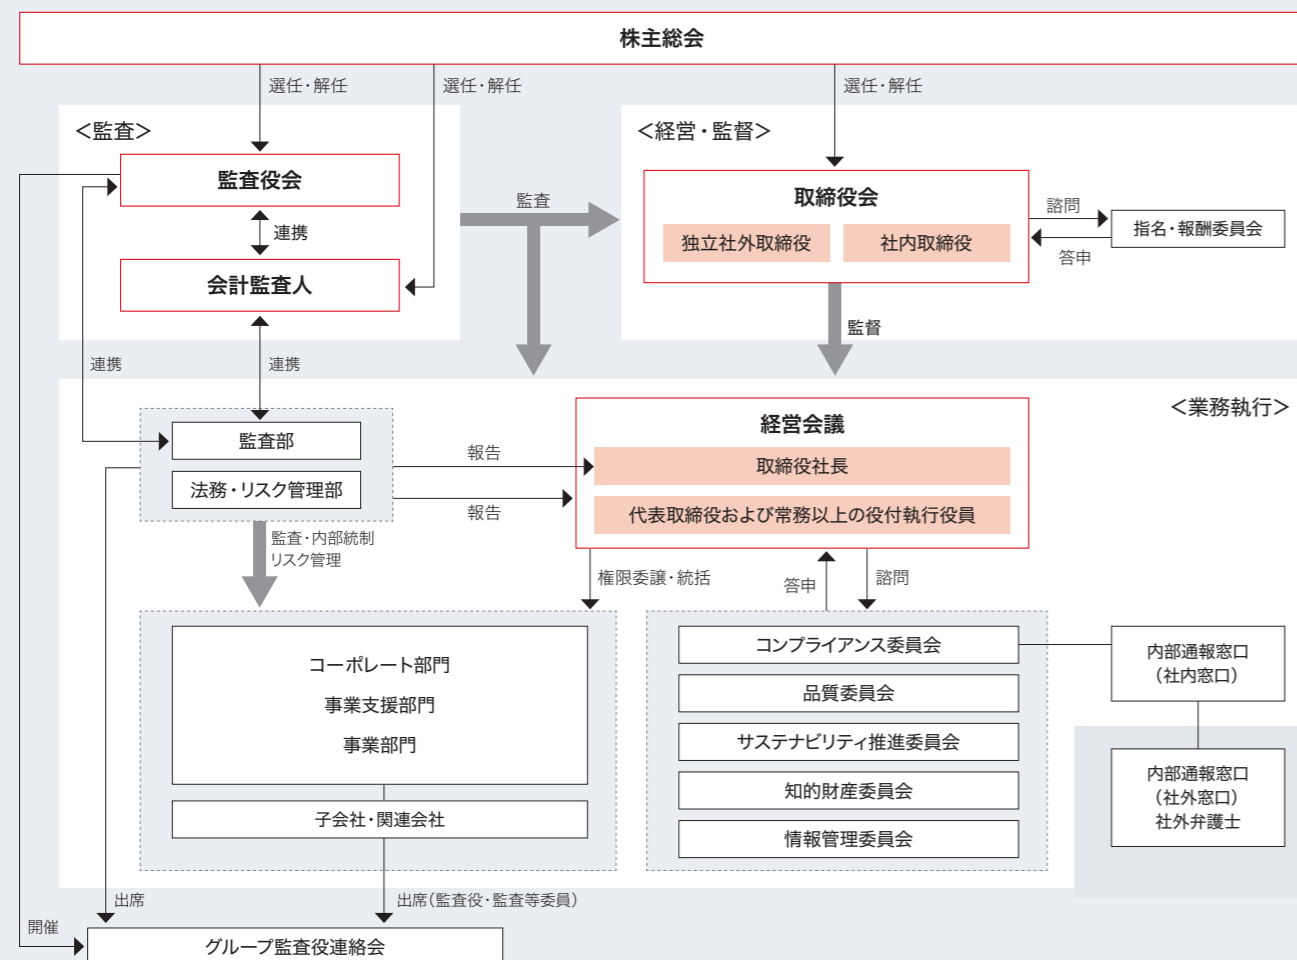 株主総会
選任・解任
選任・解任
選任・解任
＜監査＞
＜経営・監督＞
監査役会
連携
会計監査人
監査
取締役会
独立社外取締役
社内取締役
諮問
答申
指名・報酬委員会
監督
連携
連携
＜業務執行＞
監査部
法務・リスク管理部
報告
報告
経営会議
取締役社長
代表取締役および常務以上の役付執行役員
監査・内部統制
リスク管理
権限委譲・統括
答申
諮問
コーポレート部門
事業支援部門
事業部門
子会社・関連会社
コンプライアンス委員会
品質委員会
サステナビリティ推進委員会
知的財産委員会
情報管理委員会
内部通報窓口
（社内窓口）
内部通報窓口
（社外窓口）
社外弁護士
出席
出席（監査役・監査等委員）
開催
グループ監査役連絡会